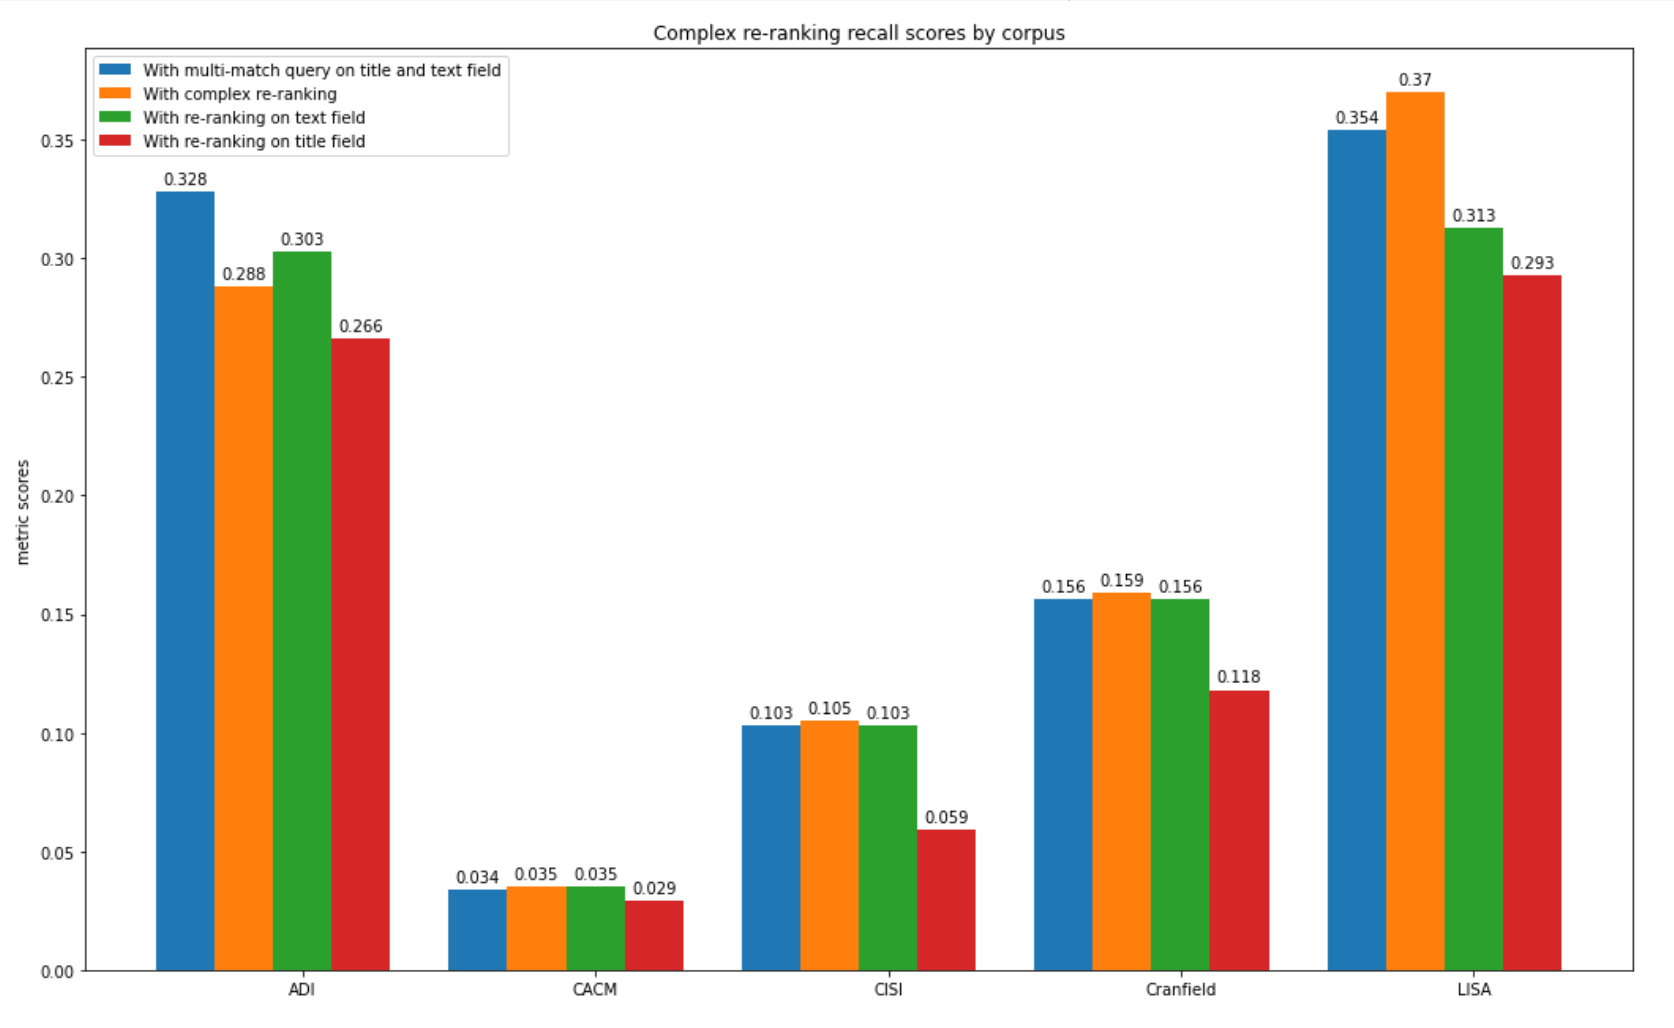 Complex re-ranking recall scores by corpus
With multi-match query on title and text field
With complex re-ranking
With re-ranking on text field
With re-ranking on title field
metric scores
0.35
0.30
0.25
0.20
0.15
0.10
0.05
0.00
0.328
0.288
0.303
0.266
0.034
0.035
0.035
0.029
0.103
0.105
0.103
0.059
0.156
0.159
0.156
0.118
0.354
0.37
0.313
0.293
ADI
CACM
CISI
Cranfield
LISA